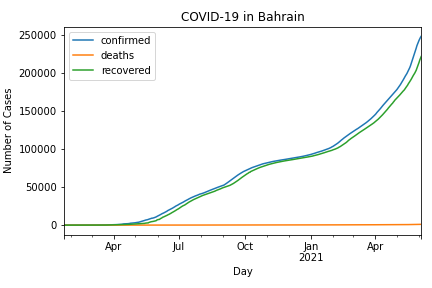 COVID-19 in Bahrain
confirmed
deaths
recovered
Number of Cases
250000
200000
150000
100000
50000
0
Apr
Jul
Oct
Jan
2021
Apr
Day